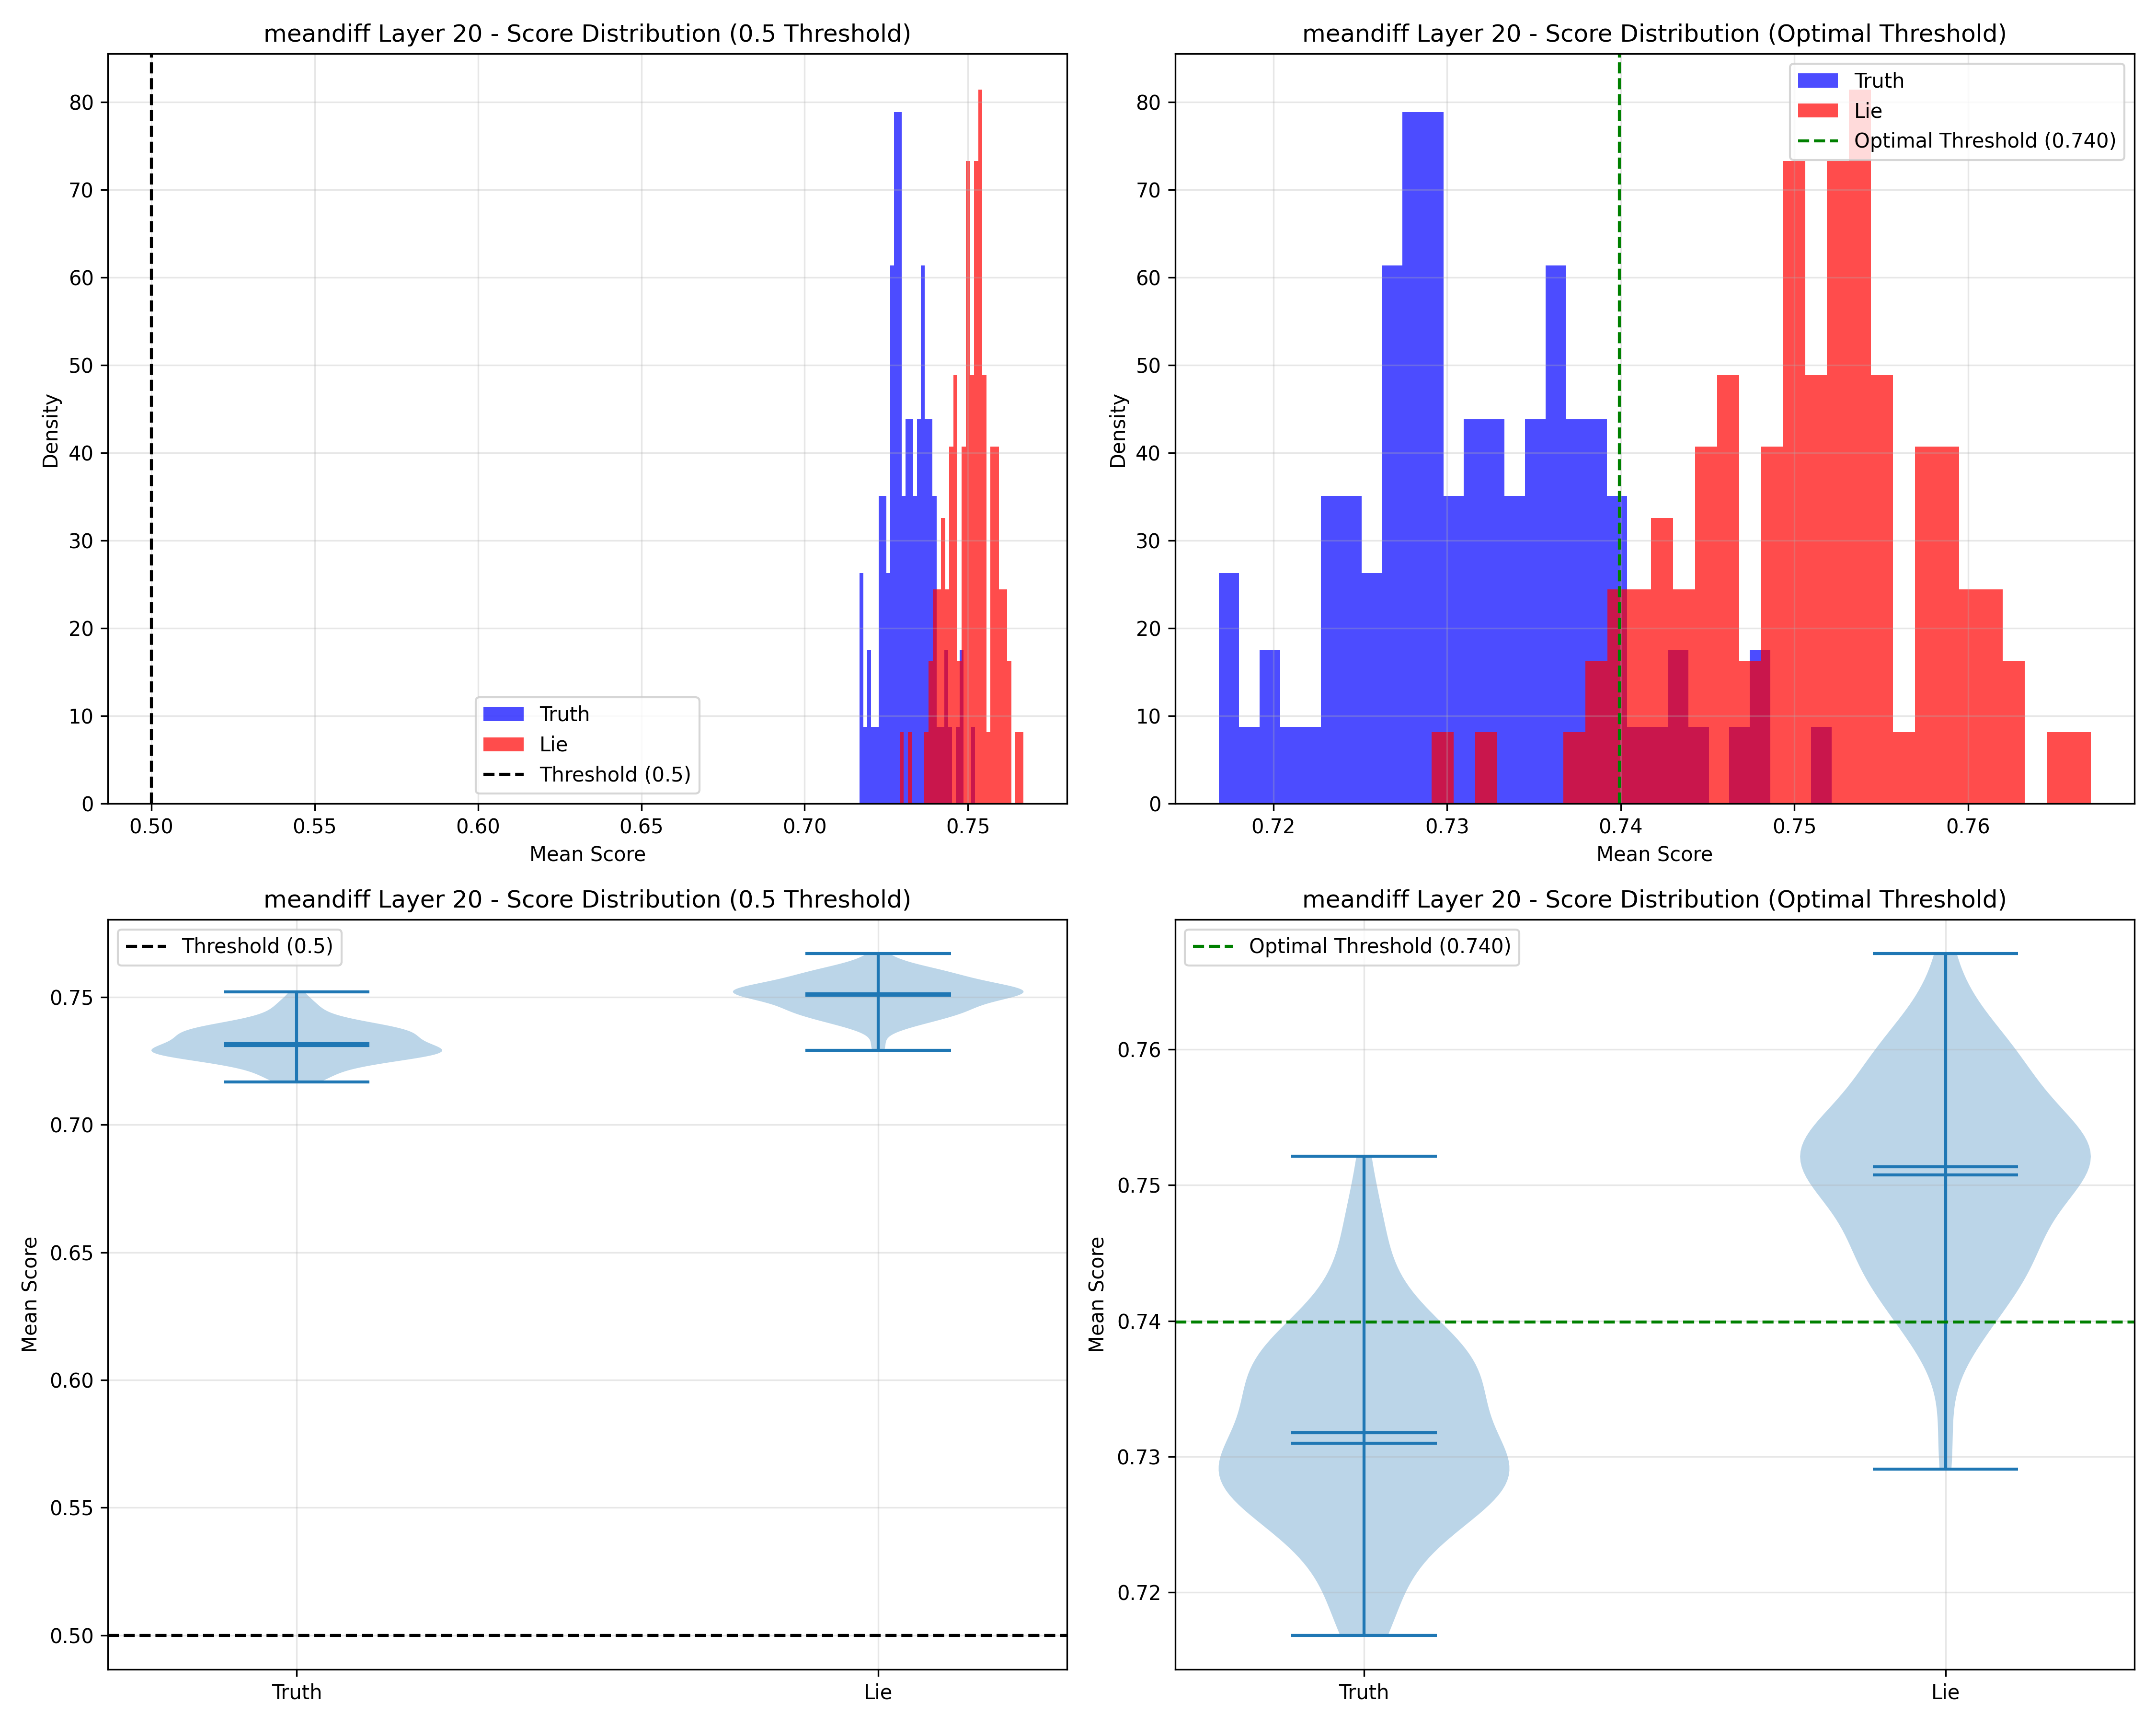 meandiff Layer 20 - Score Distribution (0.5 Threshold)
Density
80
70
60
50
40
30
20
10
0
Truth
Lie
Threshold (0.5)
0.50 0.55 0.60 0.65 0.70 0.75
Mean Score
meandiff Layer 20 - Score Distribution (Optimal Threshold)
Density
80
70
60
50
40
30
20
10
0
Truth
Lie
Optimal Threshold (0.740)
0.72 0.73 0.74 0.75 0.76
Mean Score
meandiff Layer 20 - Score Distribution (0.5 Threshold)
Threshold (0.5)
Mean Score
0.75
0.70
0.65
0.60
0.55
0.50
Truth Lie
meandiff Layer 20 - Score Distribution (Optimal Threshold)
Optimal Threshold (0.740)
Mean Score
0.76
0.75
0.74
0.73
0.72
Truth Lie